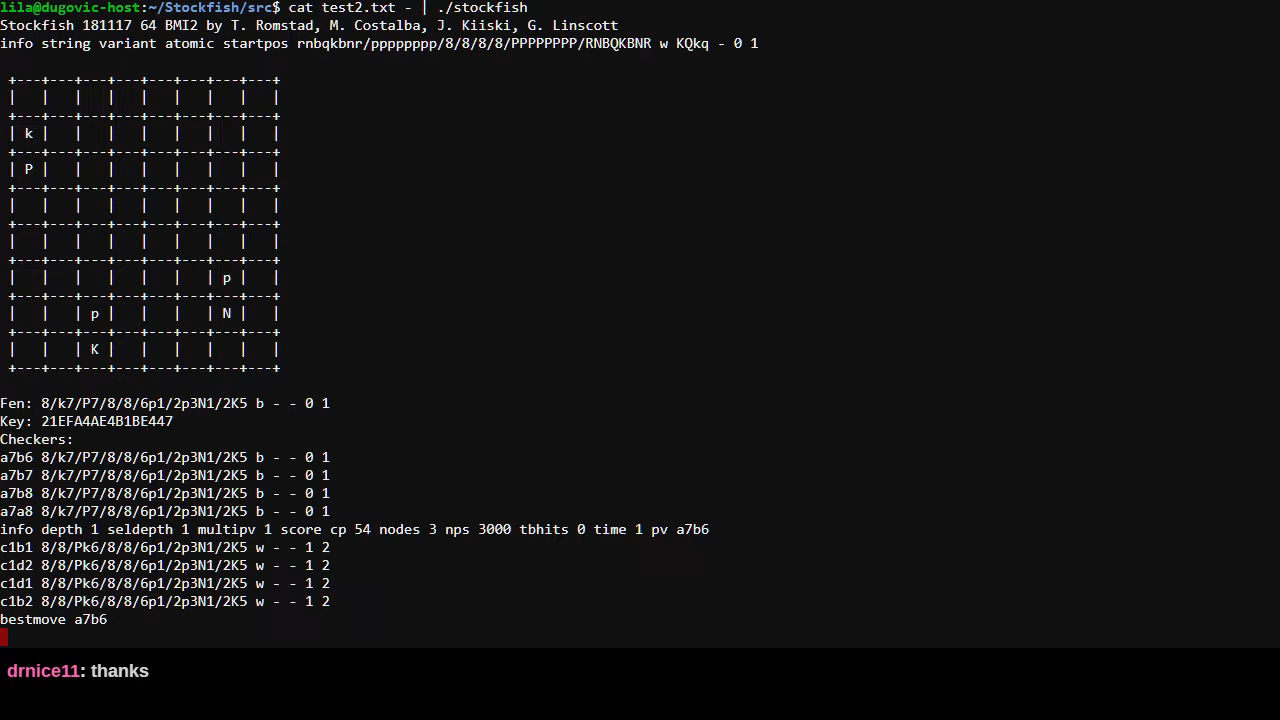 lila@dugovic-host:~/Stockfish/src$ cat test2.txt - | ./stockfish
Stockfish 181117 64 BMI2 by T. Romstad, M. Costalba, J. Kiiski, G. Linscott
info string variant atomic startpos rnbqkbnr/pppppppp/8/8/8/8/PPPPPPPP/RNBQKBNR w KQkq - 0 1
+---+---+---+---+---+---+---+---+
|   |   |   |   |   |   |   |   |
+---+---+---+---+---+---+---+---+
| k |   |   |   |   |   |   |   |
+---+---+---+---+---+---+---+---+
| P |   |   |   |   |   |   |   |
+---+---+---+---+---+---+---+---+
|   |   |   |   |   |   |   |   |
+---+---+---+---+---+---+---+---+
|   |   |   |   |   |   |   |   |
+---+---+---+---+---+---+---+---+
|   |   |   |   |   |   | p |   |
+---+---+---+---+---+---+---+---+
|   |   | p |   |   |   | N |   |
+---+---+---+---+---+---+---+---+
|   |   | K |   |   |   |   |   |
+---+---+---+---+---+---+---+---+
Fen: 8/k7/P7/8/8/6p1/2p3N1/2K5 b - - 0 1
Key: 21EFA4AE4B1BE447
Checkers:
a7b6 8/k7/P7/8/8/6p1/2p3N1/2K5 b - - 0 1
a7b7 8/k7/P7/8/8/6p1/2p3N1/2K5 b - - 0 1
a7b8 8/k7/P7/8/8/6p1/2p3N1/2K5 b - - 0 1
a7a8 8/k7/P7/8/8/6p1/2p3N1/2K5 b - - 0 1
info depth 1 seldepth 1 multipv 1 score cp 54 nodes 3 nps 3000 tbhits 0 time 1 pv a7b6
c1b1 8/8/Pk6/8/8/6p1/2p3N1/2K5 w - - 1 2
c1d2 8/8/Pk6/8/8/6p1/2p3N1/2K5 w - - 1 2
c1d1 8/8/Pk6/8/8/6p1/2p3N1/2K5 w - - 1 2
c1b2 8/8/Pk6/8/8/6p1/2p3N1/2K5 w - - 1 2
bestmove a7b6
drnice11: thanks